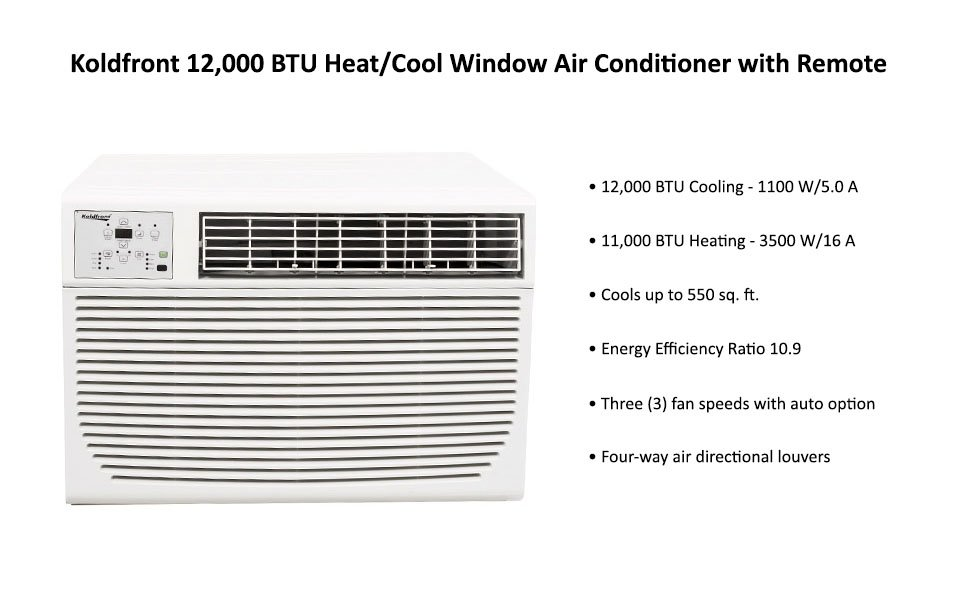 Koldfront 12,000 BTU Heat/Cool Window Air Conditioner with Remote
Koldfront
• 12,000 BTU Cooling - 1100 W/5.0 A
• 11,000 BTU Heating - 3500 W/16 A
• Cools up to 550 sq. ft.
• Energy Efficiency Ratio 10.9
• Three (3) fan speeds with auto option
• Four-way air directional louvers